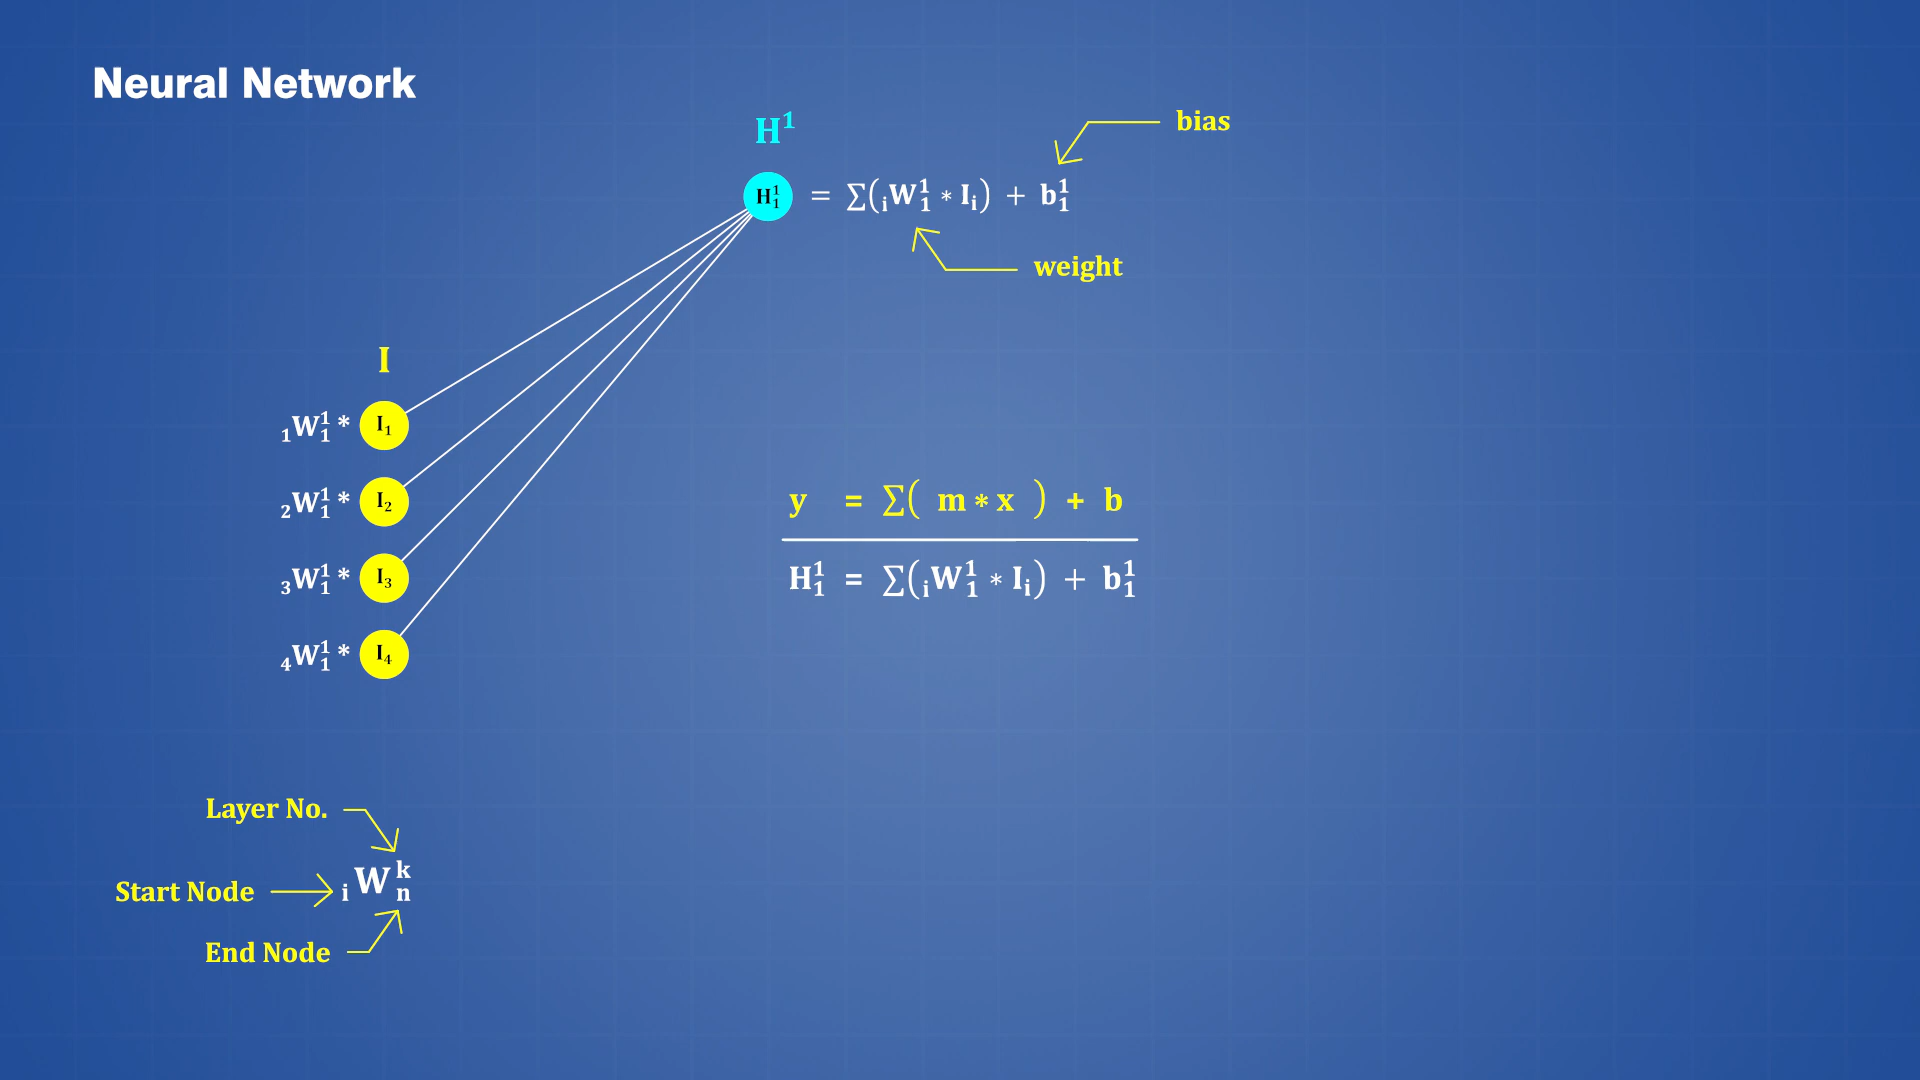 Neural Network
H¹
bias
H₁¹ = ∑(ᵢW₁¹ * Iᵢ) + b₁¹
weight
I
₁W₁¹ * I₁
₂W₁¹ * I₂
₃W₁¹ * I₃
₄W₁¹ * I₄
y = ∑( m * x ) + b
H₁¹ = ∑(ᵢW₁¹ * Iᵢ) + b₁¹
Layer No.
Start Node
ᵢWₙᵏ
End Node